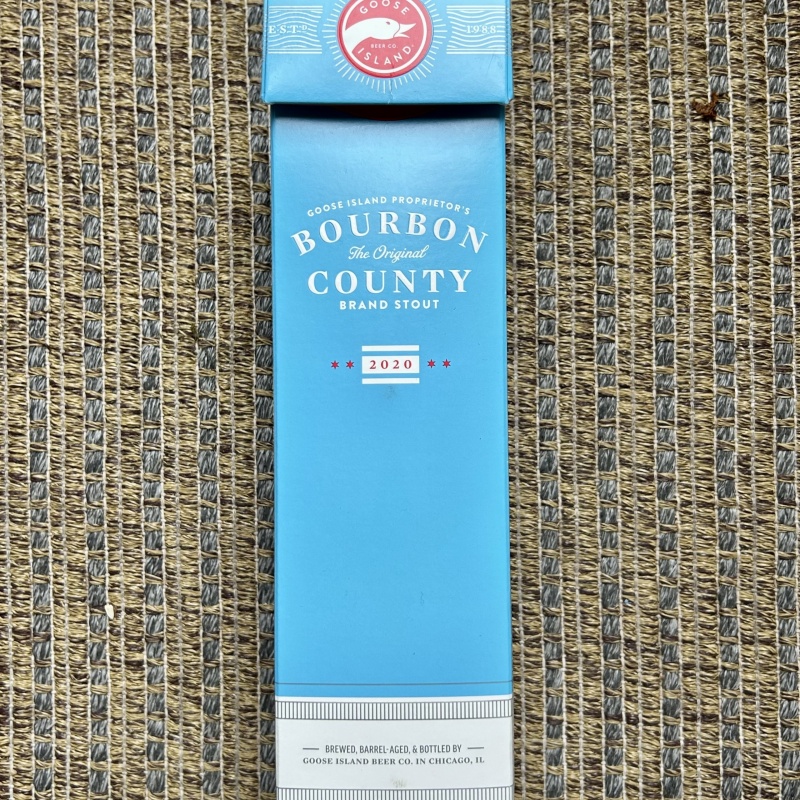 GOOSE
EST.D 1988
BEER CO.
ISLAND
GOOSE ISLAND PROPRIETOR'S
BOURBON
The Original
COUNTY
BRAND STOUT
2020
BREWED, BARREL-AGED, & BOTTLED BY
GOOSE ISLAND BEER CO. IN CHICAGO, IL